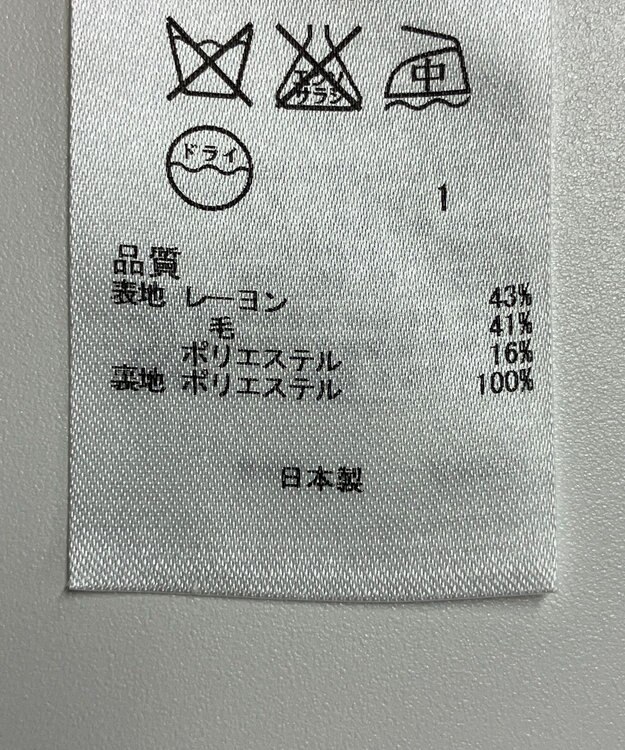 エンソサラシ
中
ドライ
1
品質
表地 レーヨン 43%
毛 41%
ポリエステル 16%
裏地 ポリエステル 100%
日本製